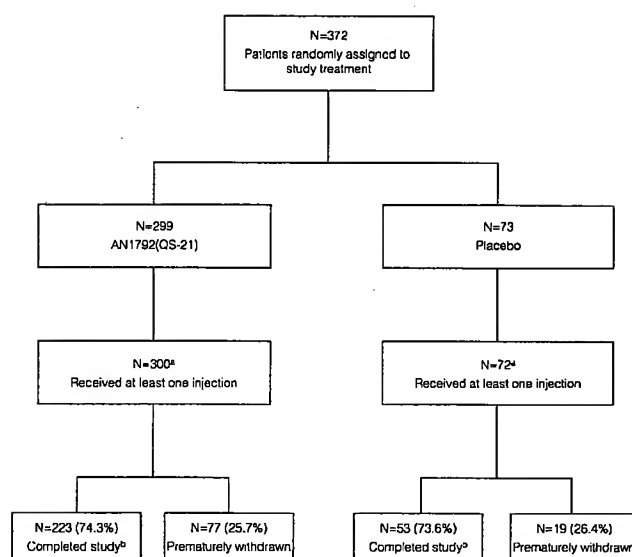 N=372
Patients randomly assigned to
study treatment
N=299
AN1792(QS-21)
N=73
Placebo
N=300ᵃ
Received at least one injection
N=72ᵃ
Received at least one injection
N=223 (74.3%)
Completed studyᵇ
N=77 (25.7%)
Prematurely withdrawn
N=53 (73.6%)
Completed studyᵇ
N=19 (26.4%)
Prematurely withdrawn